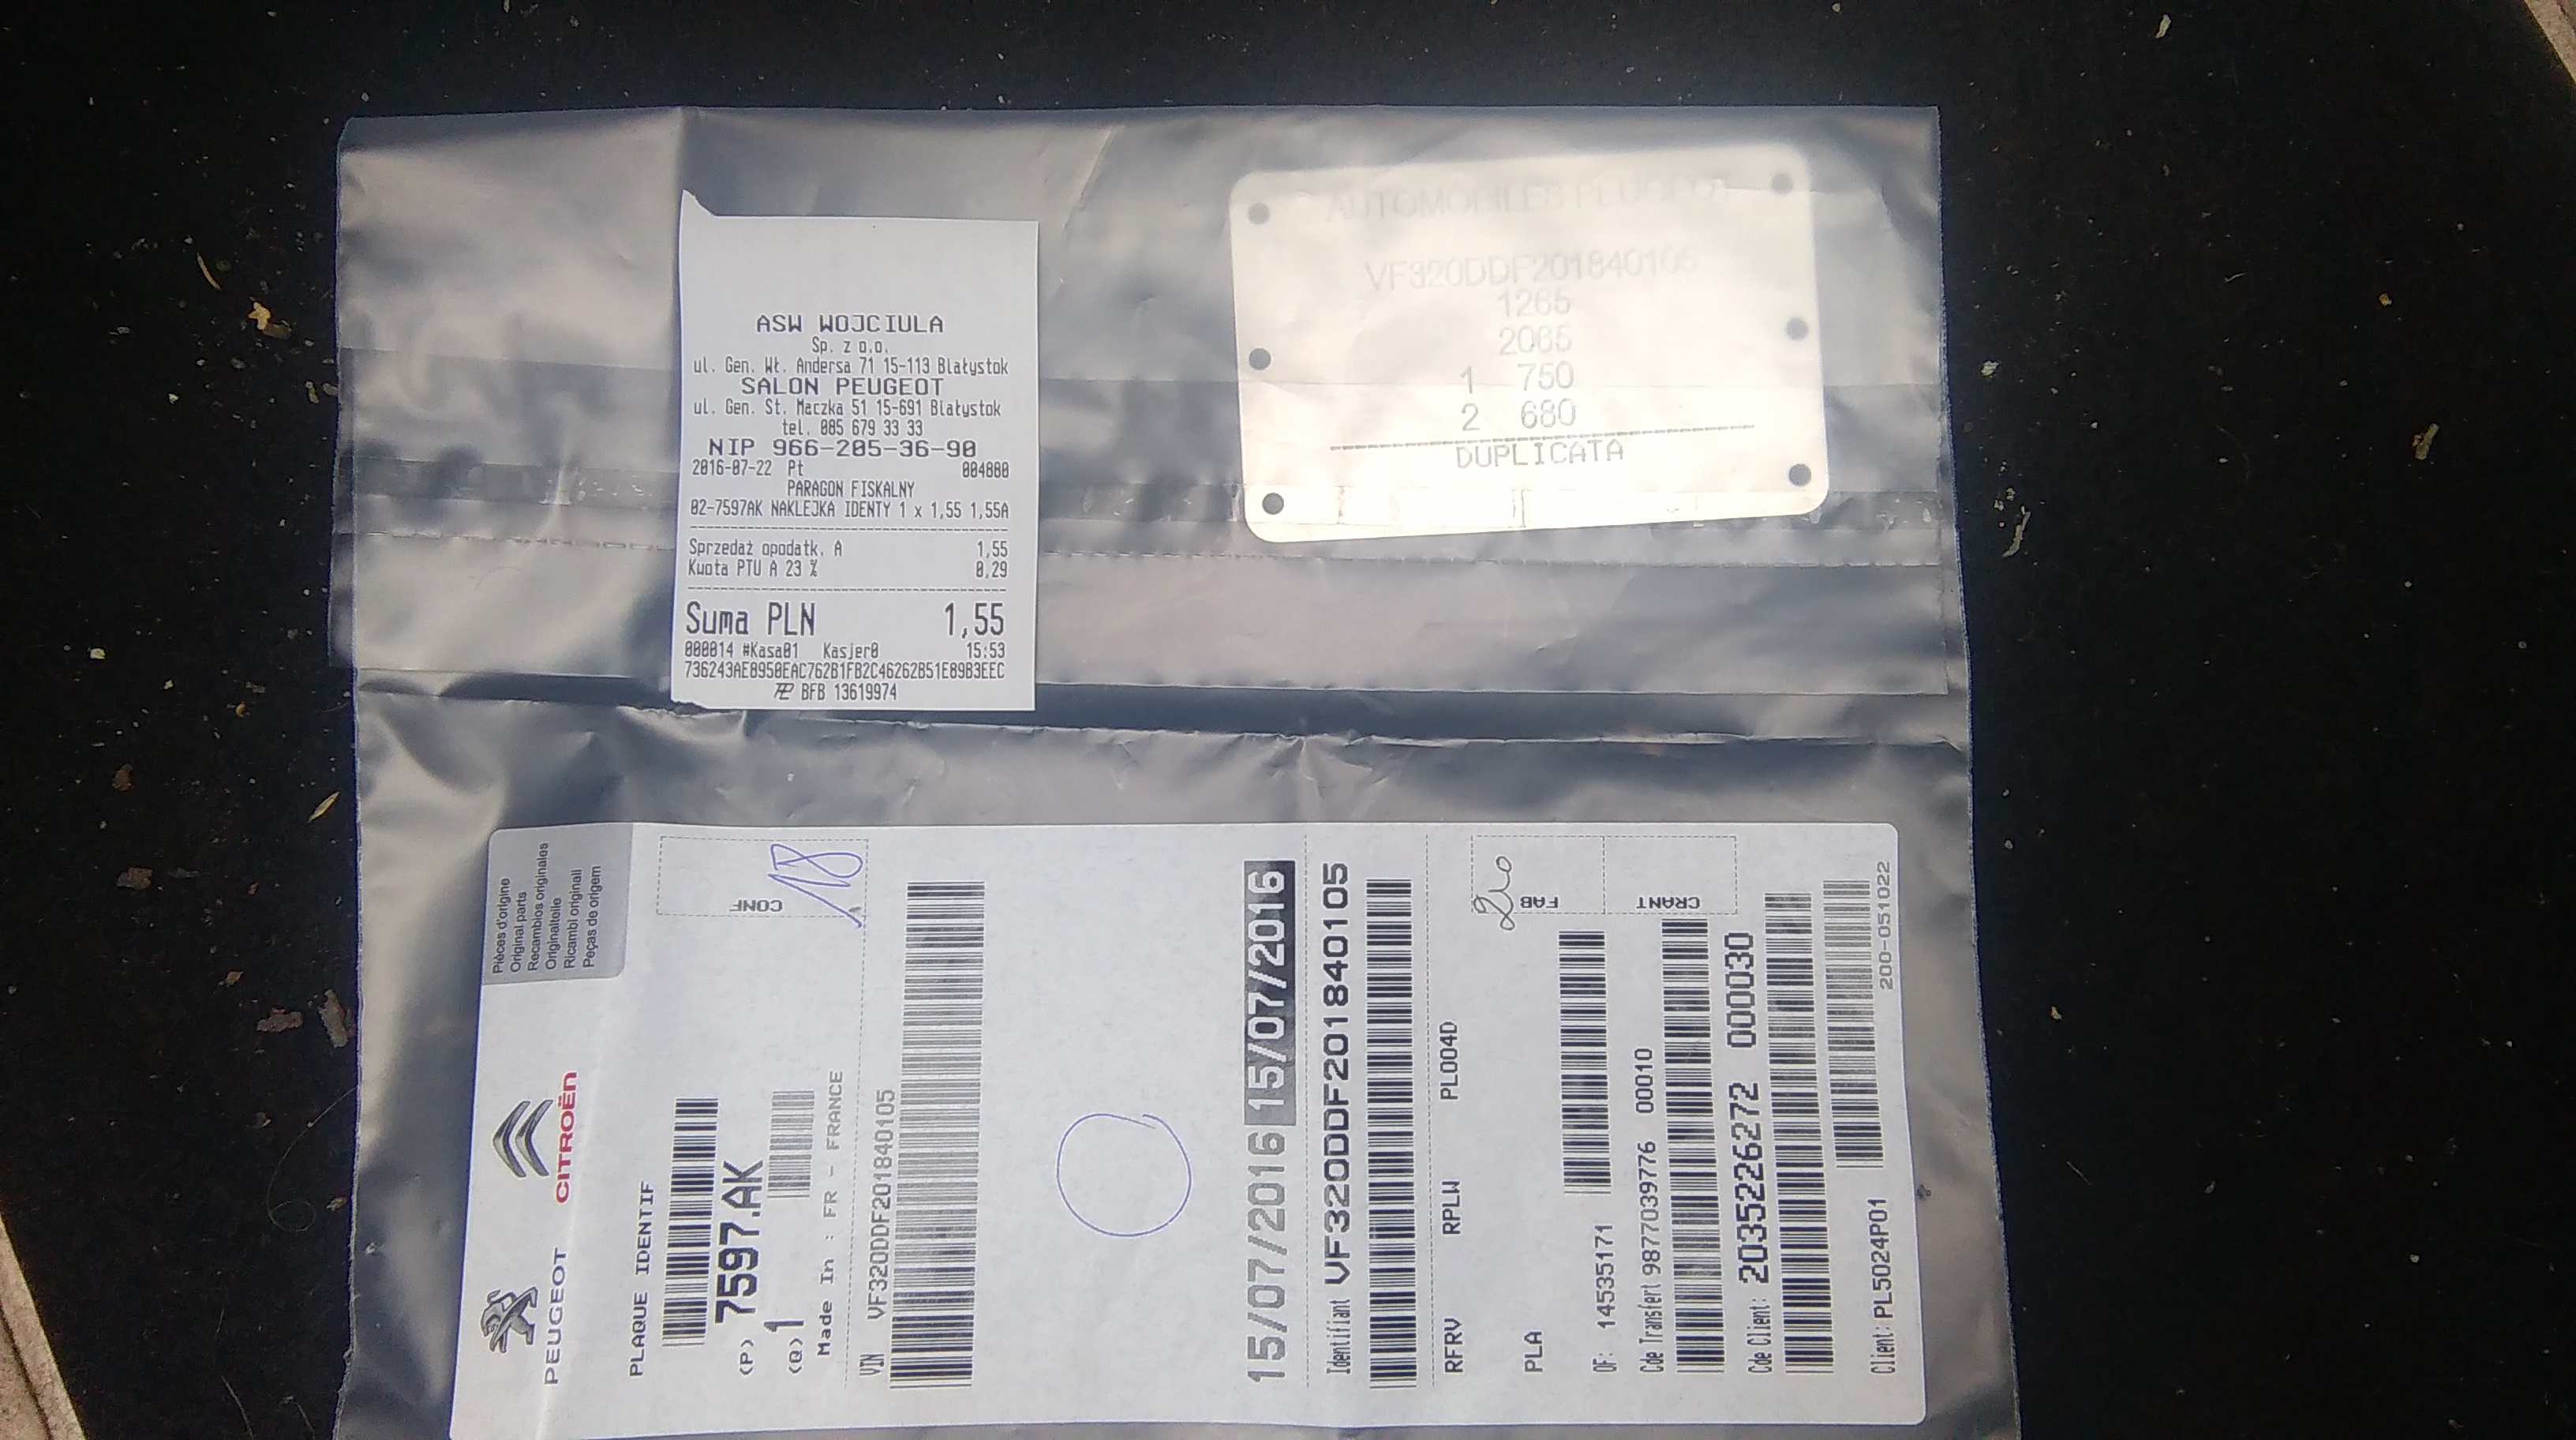 ASW WOJCIULA
Sp. z o.o.
ul. Gen. Wł. Andersa 71 15-113 Białystok
SALON PEUGEOT
ul. Gen. St. Maczka 51 15-691 Białystok
tel. 085 679 33 33
NIP 966-205-36-90
2016-07-22 Pt 004880
PARAGON FISKALNY
02-7597AK NAKLEJKA IDENTY 1 x 1,55 1,55A
Sprzedaż opodatk. A 1,55
Kwota PTU A 23 % 0,29
Suma PLN 1,55
000014 #Kasa01 Kasjer0 15:53
736243AE8950EAC762B1FB2C46262B51E89B3EEC
BFB 13619974
AUTOMOBILES PEUGEOT
VF320DDF201840105
1265
2065
1 750
2 680
DUPLICATA
PEUGEOT CITROËN
Pièces d'origine
Original parts
Recambios originales
Originalteile
Ricambi originali
Peças de origem
PLAQUE IDENTIF
(P) 7597.AK
(Q) 1
Made In : FR - FRANCE
CONF
18
VIN VF320DDF201840105
15/07/2016 15/07/2016
Identifiant VF320DDF201840105
RFRV RPLW PL004D
PLA
FAB
CRANT
OF: 14535171
Cde Transfert 9877039776 00010
Cde Client: 2035226272 000030
Client: PL5024P01
200-051022